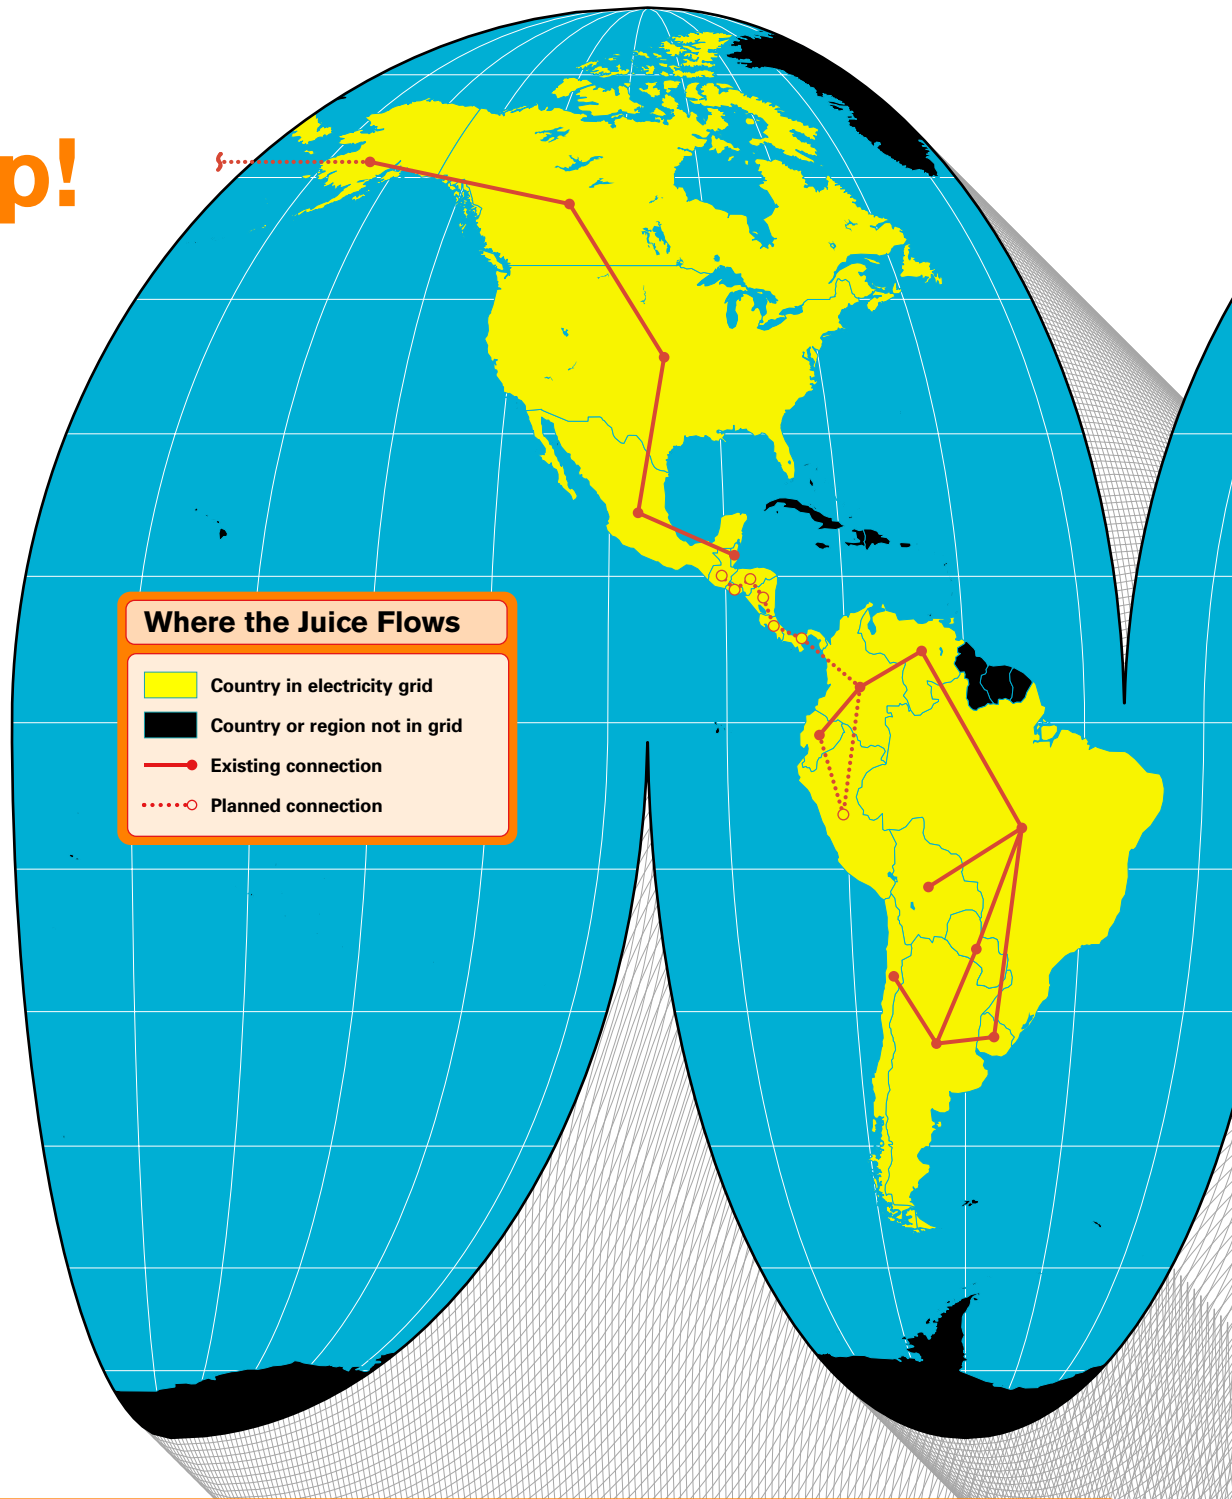 p!
Where the Juice Flows
Country in electricity grid
Country or region not in grid
Existing connection
Planned connection